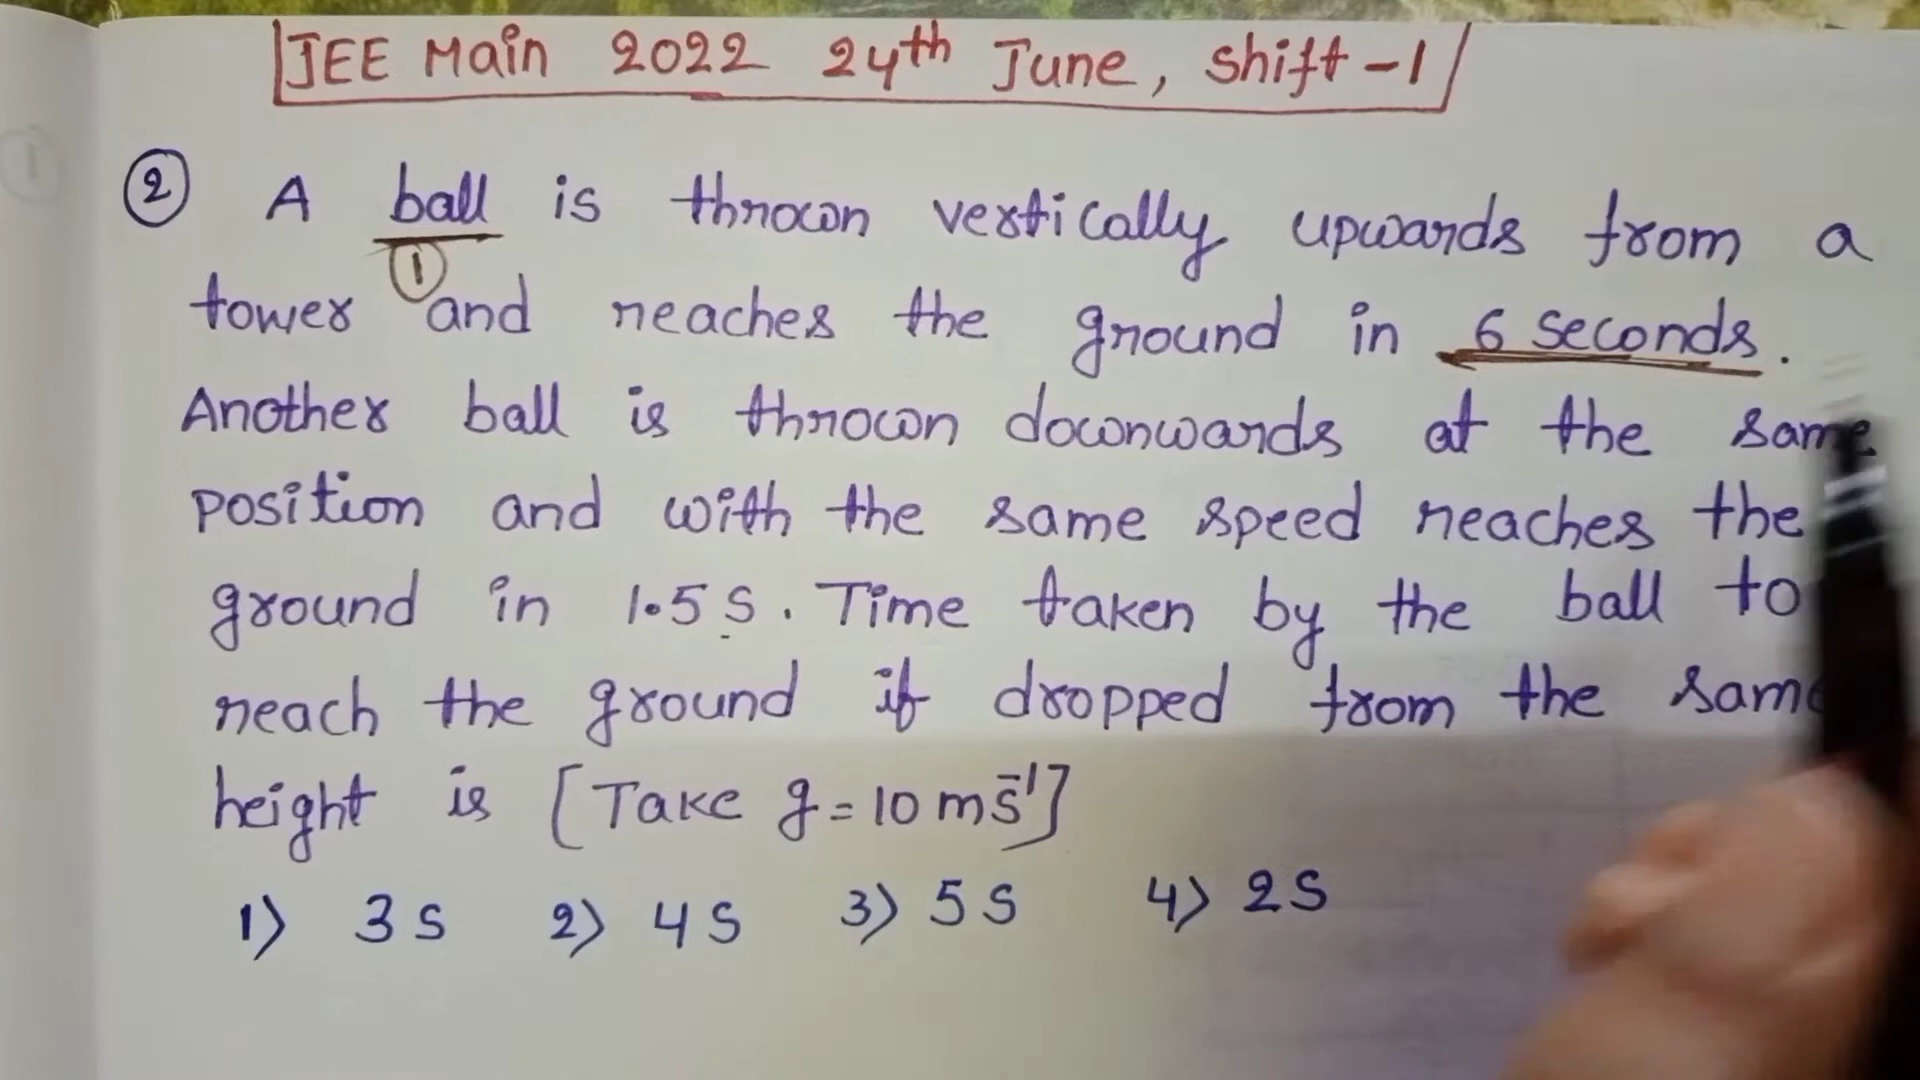 JEE Main 2022 24th June, Shift-1
② A ball is thrown vertically upwards from a
①
tower and reaches the ground in 6 seconds.
Another ball is thrown downwards at the same
position and with the same speed reaches the
ground in 1.5 s. Time taken by the ball to
reach the ground if dropped from the same
height is [Take g = 10 ms⁻¹]
1) 3 s 2) 4 s 3) 5 s 4) 2 s